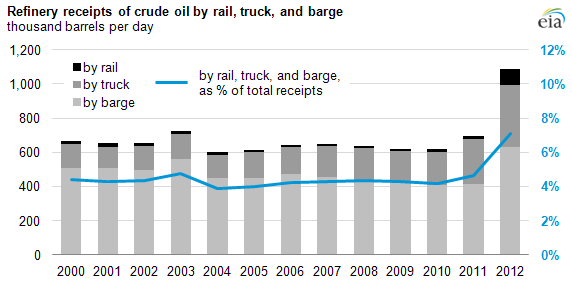 Refinery receipts of crude oil by rail, truck, and barge
thousand barrels per day
eia
1,200
1,000
800
600
400
200
0
by rail
by truck
by barge
by rail, truck, and barge,
as % of total receipts
12%
10%
8%
6%
4%
2%
0%
2000 2001 2002 2003 2004 2005 2006 2007 2008 2009 2010 2011 2012